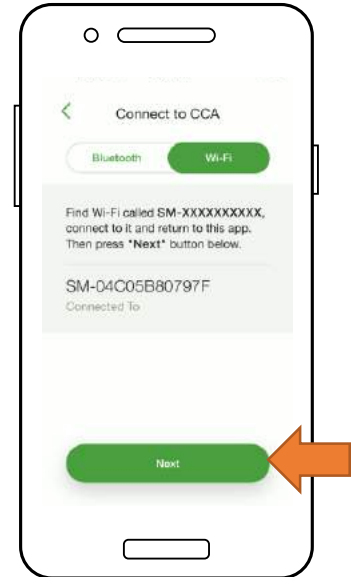 Connect to CCA
Bluetooth Wi-Fi
Find Wi-Fi called SM-XXXXXXXXXX,
connect to it and return to this app.
Then press "Next" button below.
SM-04C05B80797F
Connected To
Next